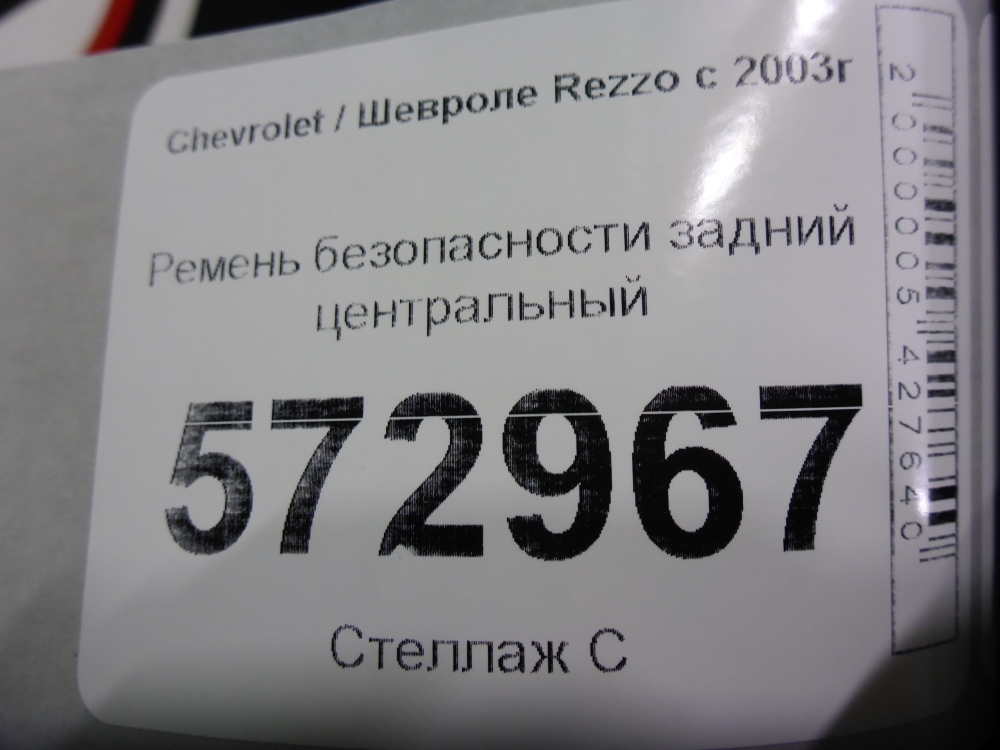 Chevrolet / Шевроле Rezzo с 2003г
Ремень безопасности задний
центральный
572967
Стеллаж С
2000005427640